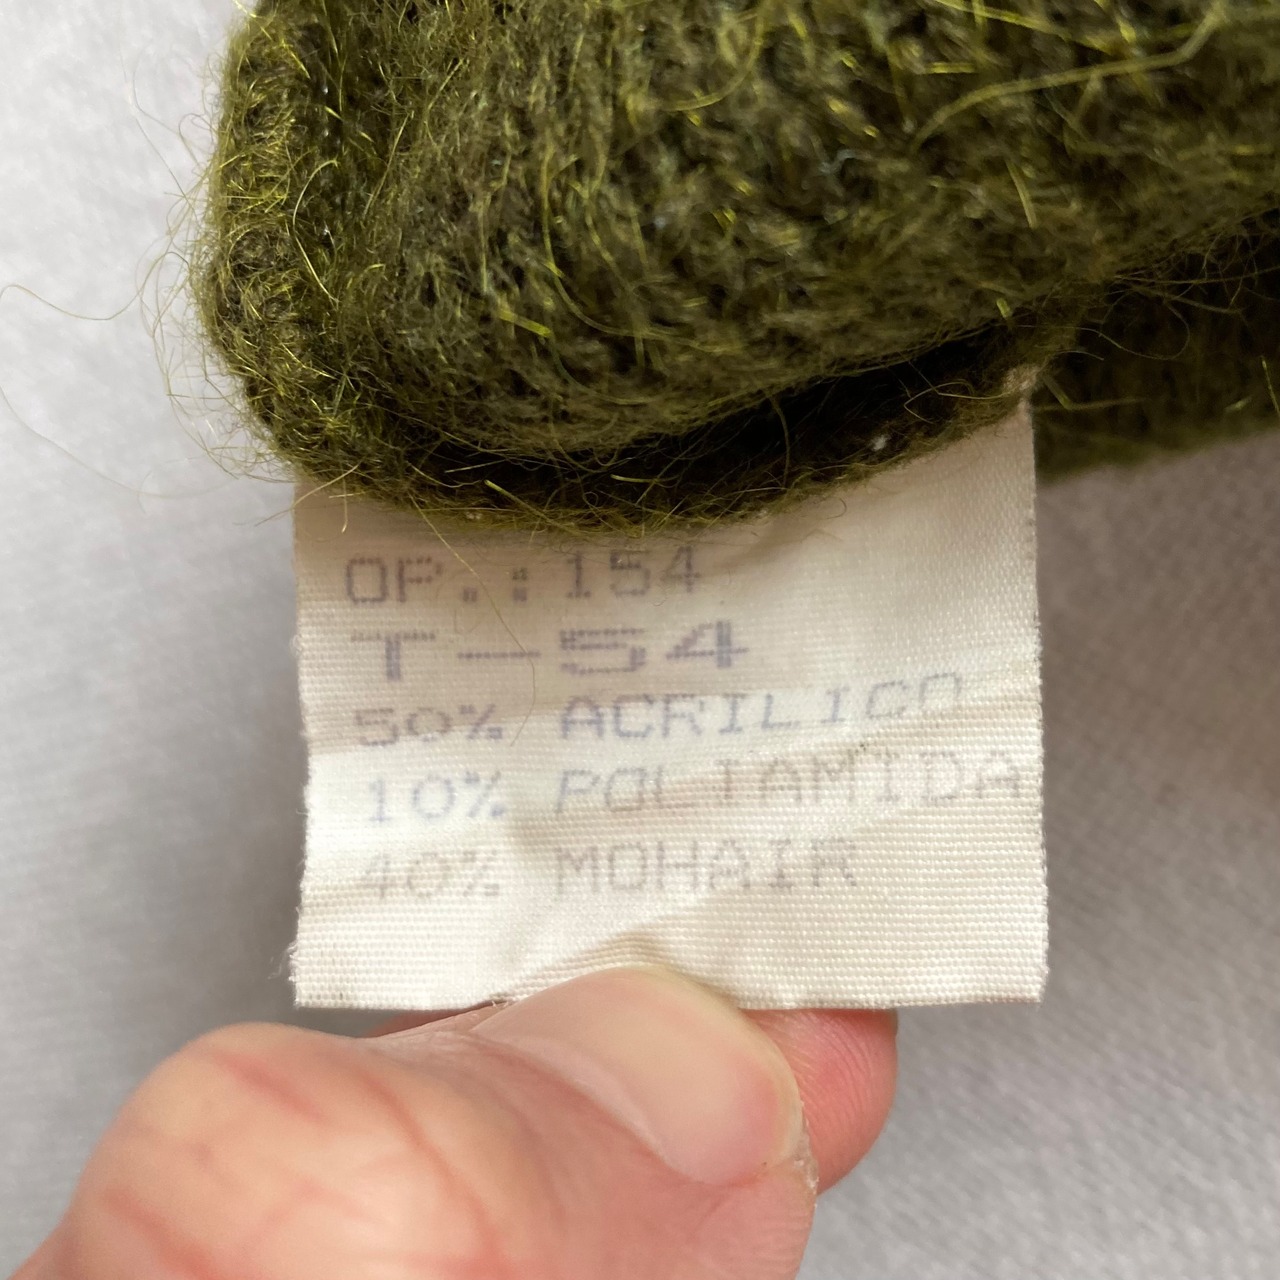 OP.:154
T-54
50% ACRILICO
10% POLIAMIDA
40% MOHAIR